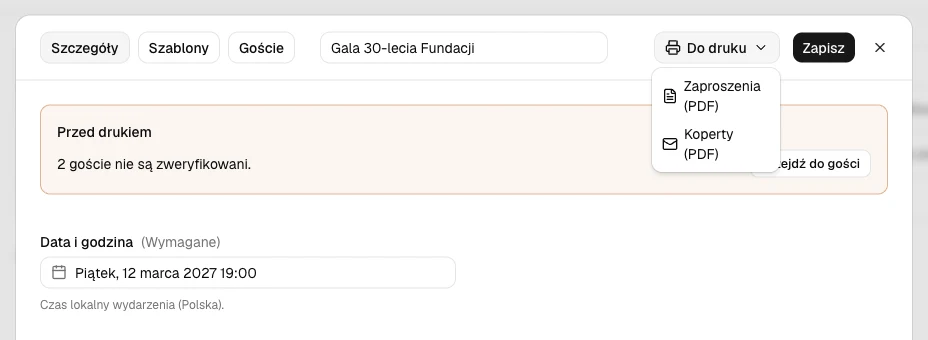 Szczegóły Szablony Goście Gala 30-lecia Fundacji Do druku Zapisz
Zaproszenia
(PDF)
Koperty
(PDF)
Przed drukiem
2 goście nie są zweryfikowani.
do gości
Data i godzina (Wymagane)
Piątek, 12 marca 2027 19:00
Czas lokalny wydarzenia (Polska).